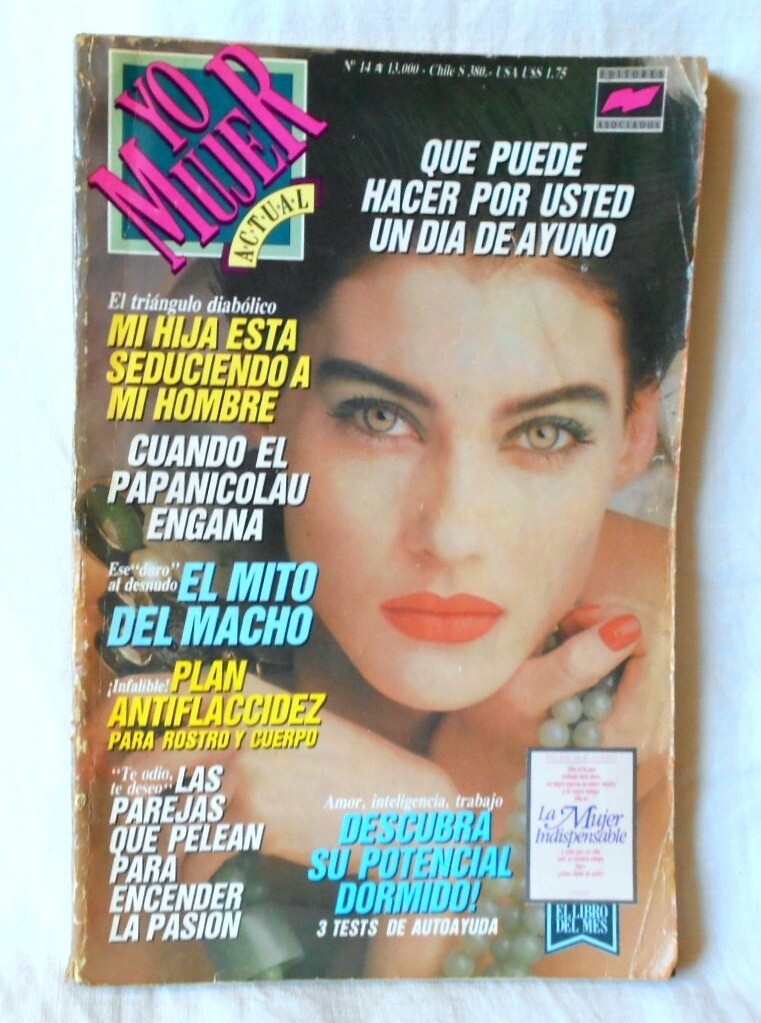 YO
MUJER
A·C·T·U·A·L
Nº 14 ★ 13,000 - Chile S 380.- USA US$ 1.75
EDITORES
ASOCIADOS
QUE PUEDE
HACER POR USTED
UN DIA DE AYUNO
El triángulo diabólico
MI HIJA ESTA
SEDUCIENDO A
MI HOMBRE
CUANDO EL
PAPANICOLAU
ENGANA
Ese "duro"
al desnudo
EL MITO
DEL MACHO
¡Infalible! PLAN
ANTIFLACCIDEZ
PARA ROSTRO Y CUERPO
"Te odio,
te deseo" LAS
PAREJAS
QUE PELEAN
PARA
ENCENDER
LA PASION
Amor, inteligencia, trabajo
DESCUBRA
SU POTENCIAL
DORMIDO!
3 TESTS DE AUTOAYUDA
La Mujer
Indispensable
EL LIBRO
DEL MES